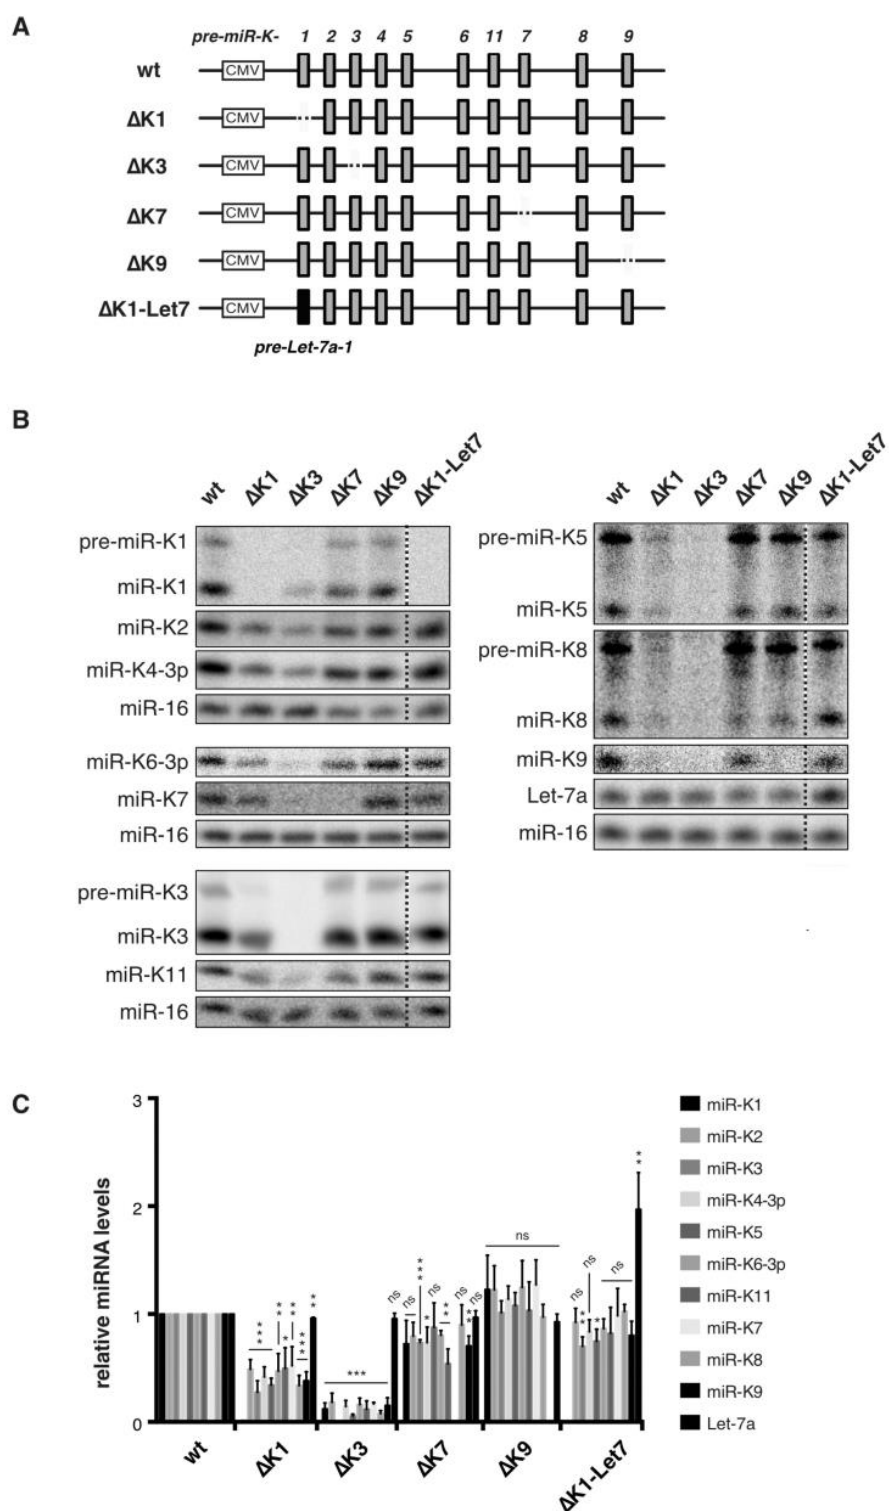 A
pre-miR-K- 1 2 3 4 5 6 11 7 8 9
wt CMV
ΔK1 CMV
ΔK3 CMV
ΔK7 CMV
ΔK9 CMV
ΔK1-Let7 CMV
pre-Let-7a-1
B
wt ΔK1 ΔK3 ΔK7 ΔK9 ΔK1-Let7
pre-miR-K1
miR-K1
miR-K2
miR-K4-3p
miR-16
miR-K6-3p
miR-K7
miR-16
pre-miR-K3
miR-K3
miR-K11
miR-16
wt ΔK1 ΔK3 ΔK7 ΔK9 ΔK1-Let7
pre-miR-K5
miR-K5
pre-miR-K8
miR-K8
miR-K9
Let-7a
miR-16
C
relative miRNA levels
3
2
1
0
*** ** * ** *** **
***
ns ns *** * ns ** ns ** ns
ns
ns ** ns * ns **
wt ΔK1 ΔK3 ΔK7 ΔK9 ΔK1-Let7
miR-K1
miR-K2
miR-K3
miR-K4-3p
miR-K5
miR-K6-3p
miR-K11
miR-K7
miR-K8
miR-K9
Let-7a